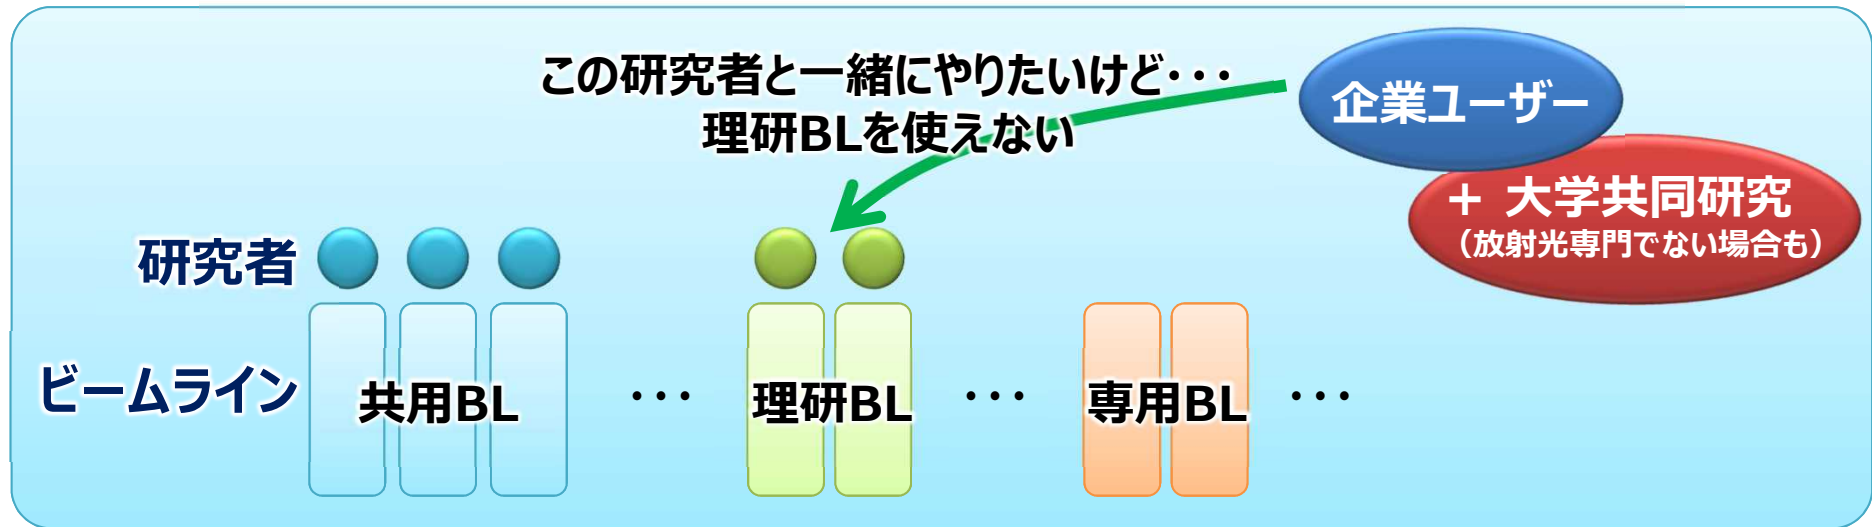 この研究者と一緒にやりたいけど・・・
理研BLを使えない
企業ユーザー
＋ 大学共同研究
（放射光専門でない場合も）
研究者
ビームライン
共用BL
・・・
理研BL
・・・
専用BL
・・・